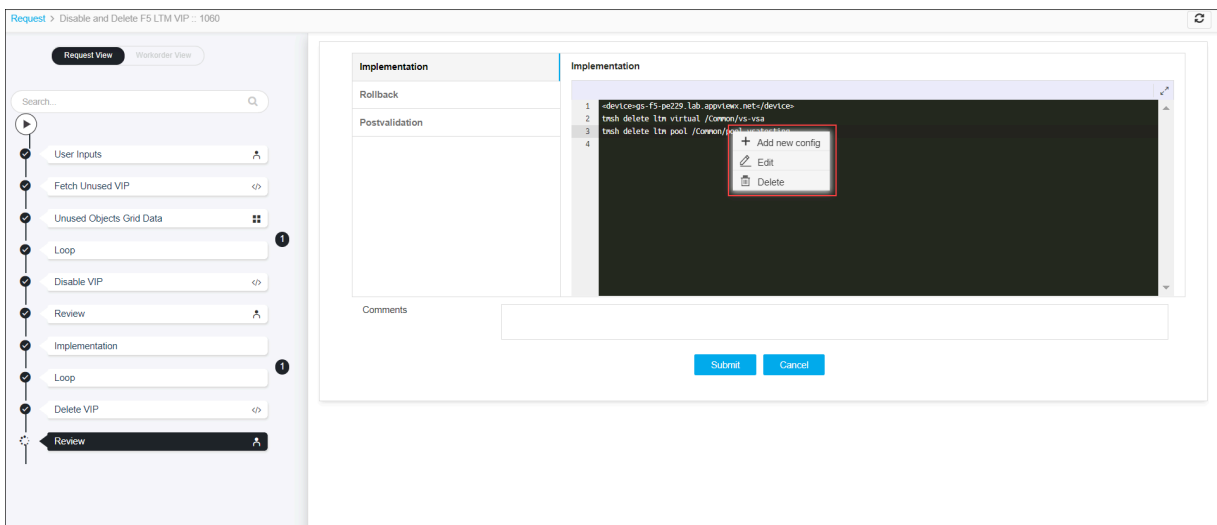 Request > Disable and Delete F5 LTM VIP :: 1060
Request View
Workorder View
Search...
User Inputs
Fetch Unused VIP
</>
Unused Objects Grid Data
1
Loop
Disable VIP
</>
Review
Implementation
1
Loop
Delete VIP
</>
Review
Implementation
Rollback
Postvalidation
Implementation
1 <device>gs-f5-pe229.lab.appviewx.net</device>
2 tmsh delete ltm virtual /Common/vs-vsa
3 tmsh delete ltm pool /Common/pool-vsatesting
4
+ Add new config
Edit
Delete
Comments
Submit
Cancel